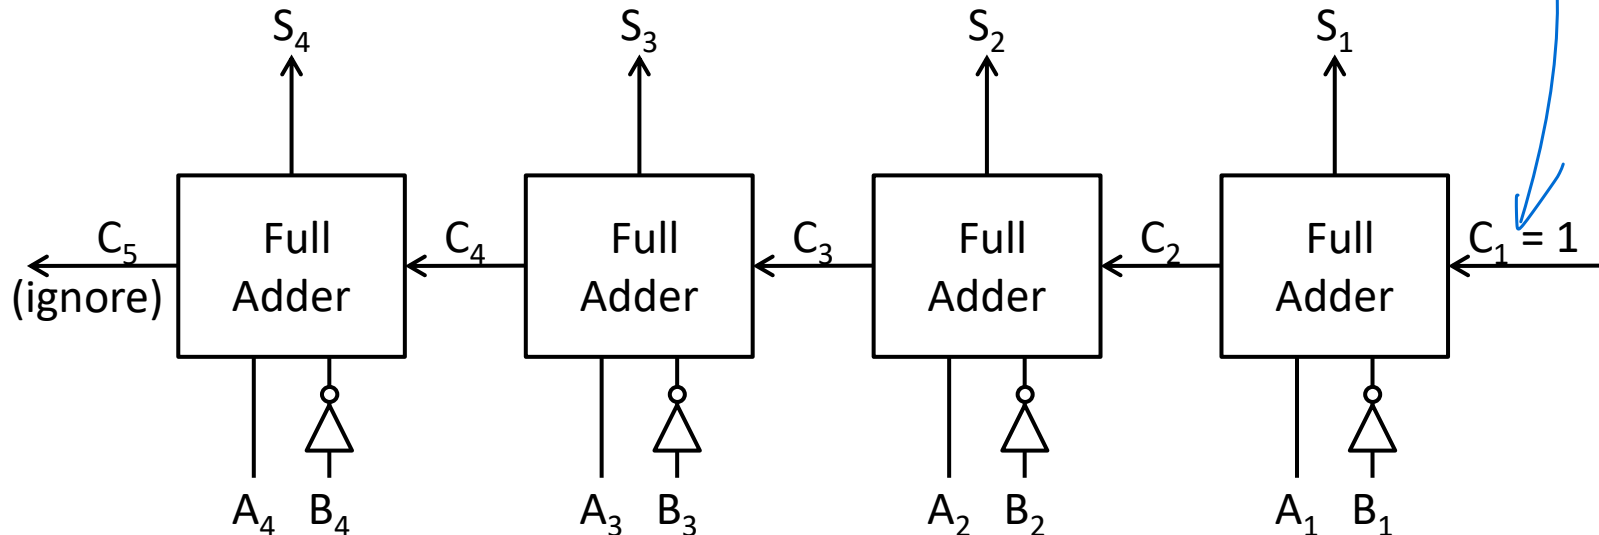 S₄ S₃ S₂ S₁
C₅ Full Adder C₄ Full Adder C₃ Full Adder C₂ Full Adder C₁ = 1
(ignore)
A₄ B₄ A₃ B₃ A₂ B₂ A₁ B₁